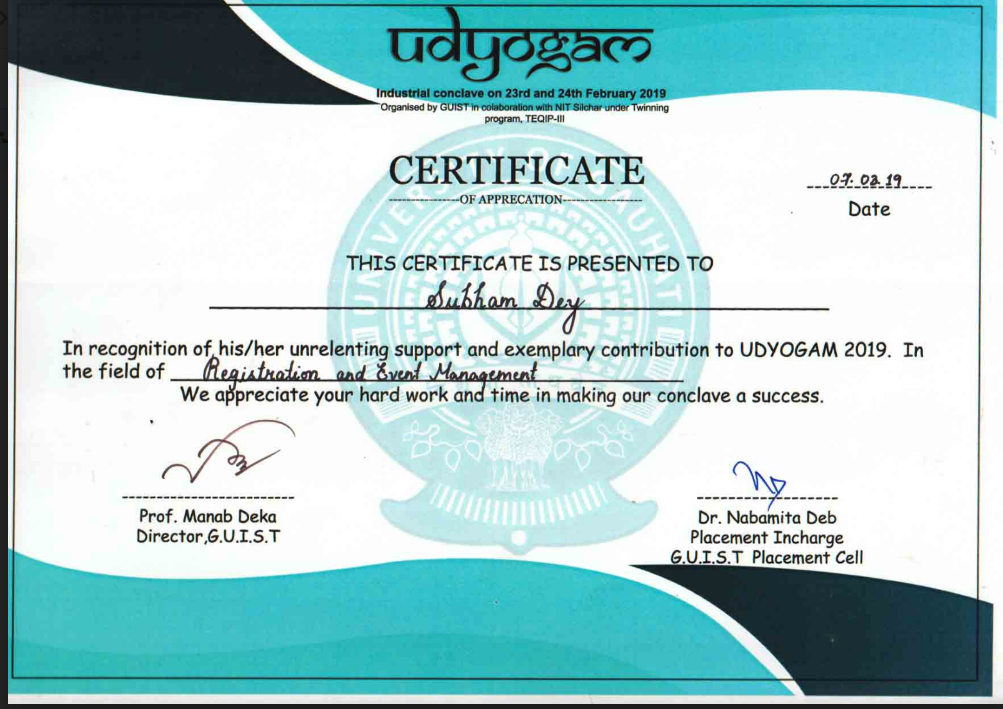 udyogam
Industrial conclave on 23rd and 24th February 2019
Organised by GUIST in colaboration with NIT Silchar under Twinning
program, TEQIP-III
CERTIFICATE
----------------OF APPRECATION------------------
07.03.19
Date
THIS CERTIFICATE IS PRESENTED TO
Subham Dey
In recognition of his/her unrelenting support and exemplary contribution to UDYOGAM 2019. In
the field of Registration and Event Management
We appreciate your hard work and time in making our conclave a success.
Prof. Manab Deka
Director,G.U.I.S.T
Dr. Nabamita Deb
Placement Incharge
G.U.I.S.T Placement Cell
UNIVERSITY OF GAUHATI